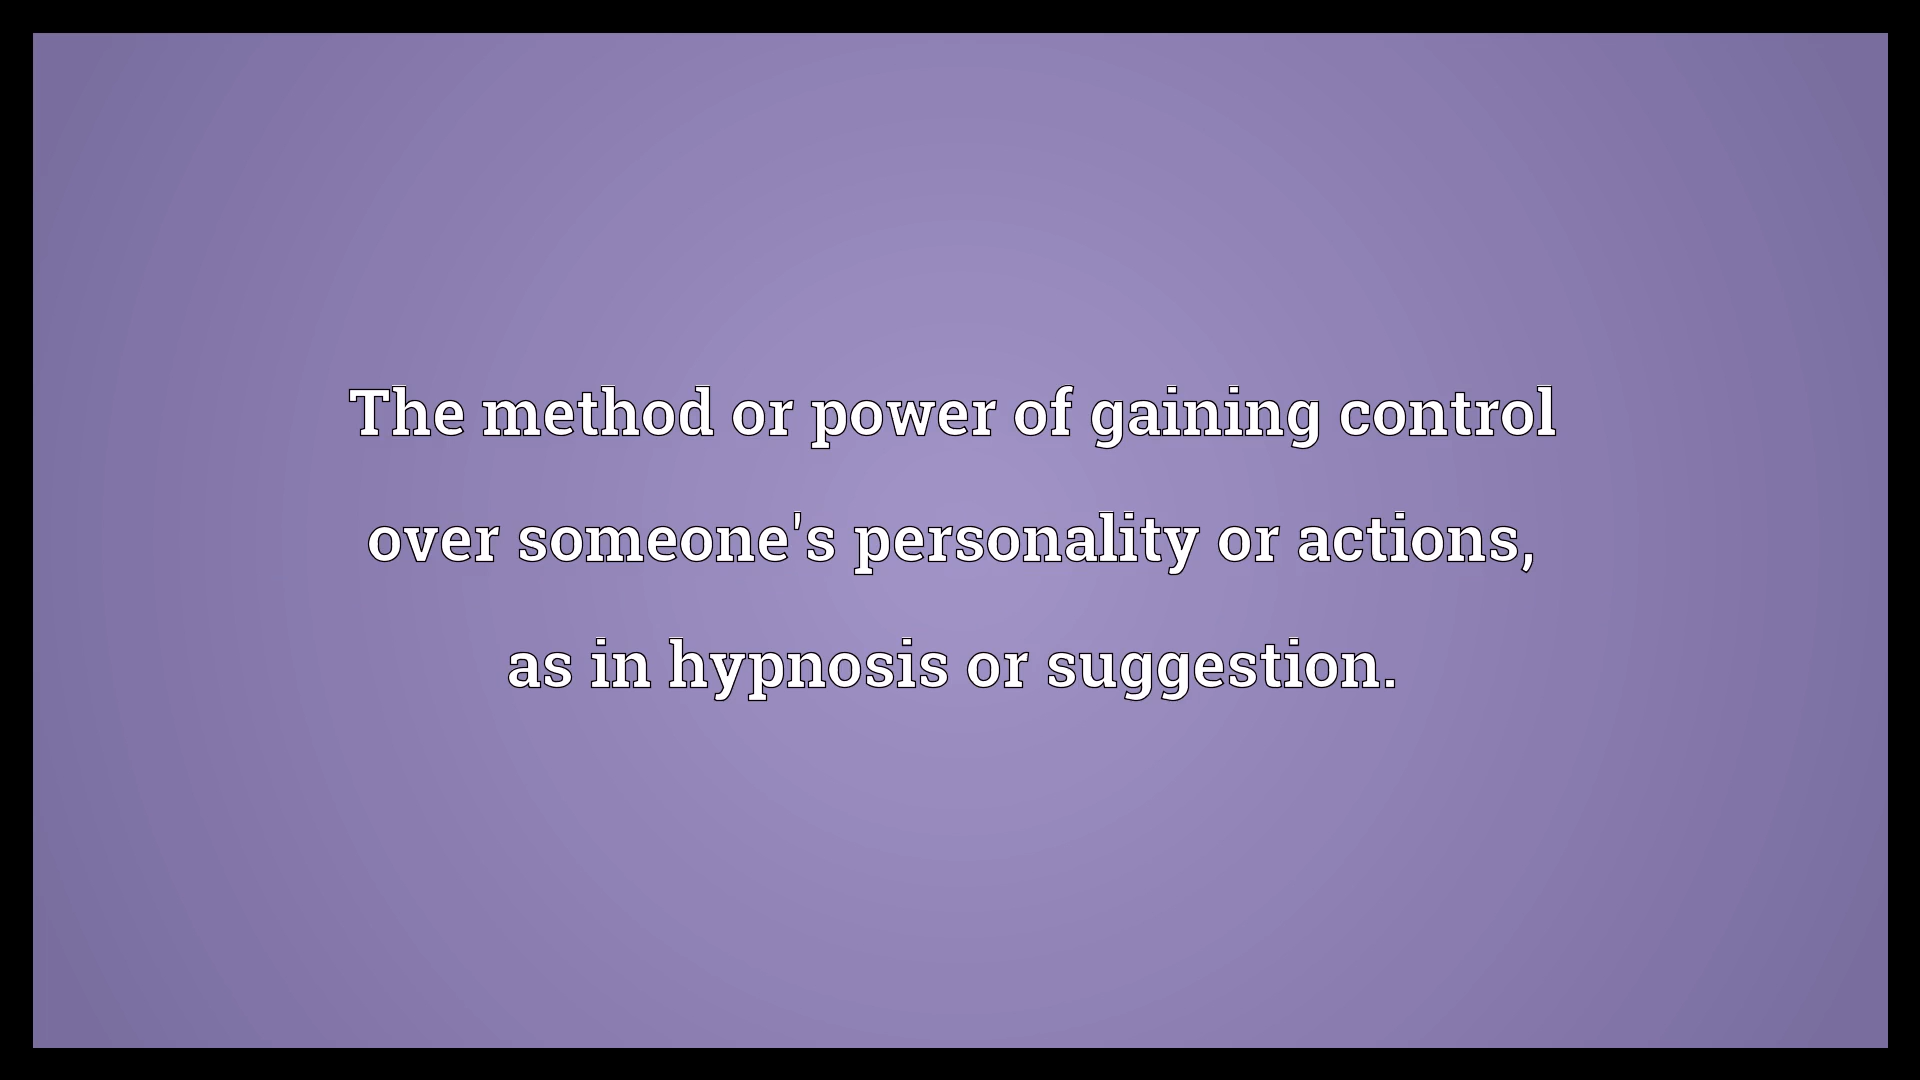 The method or power of gaining control
over someone's personality or actions,
as in hypnosis or suggestion.